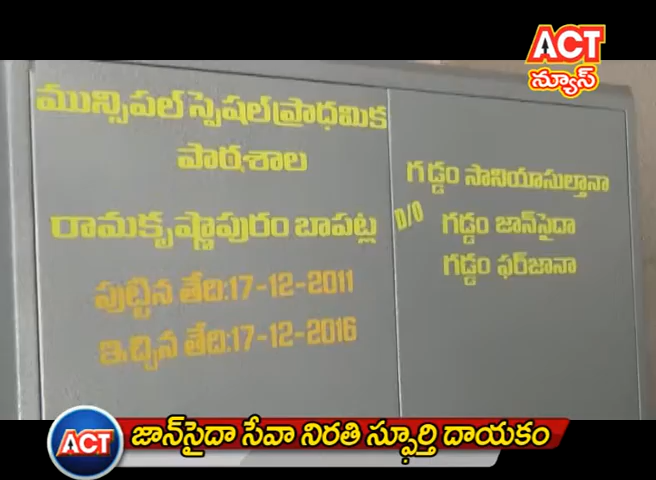 ACT
న్యూస్
మున్సిపల్ స్పెషల్ ప్రాధమిక
పాఠశాల
రామకృష్ణాపురం బాపట్ల
పుట్టిన తేది:17-12-2011
ఇచ్చిన తేది:17-12-2016
గడ్డం సానియాసుల్తానా
D/O గడ్డం జాన్‌సైదా
గడ్డం ఫర్‌జానా
ACT
జాన్‌సైదా సేవా నిరతి స్ఫూర్తి దాయకం